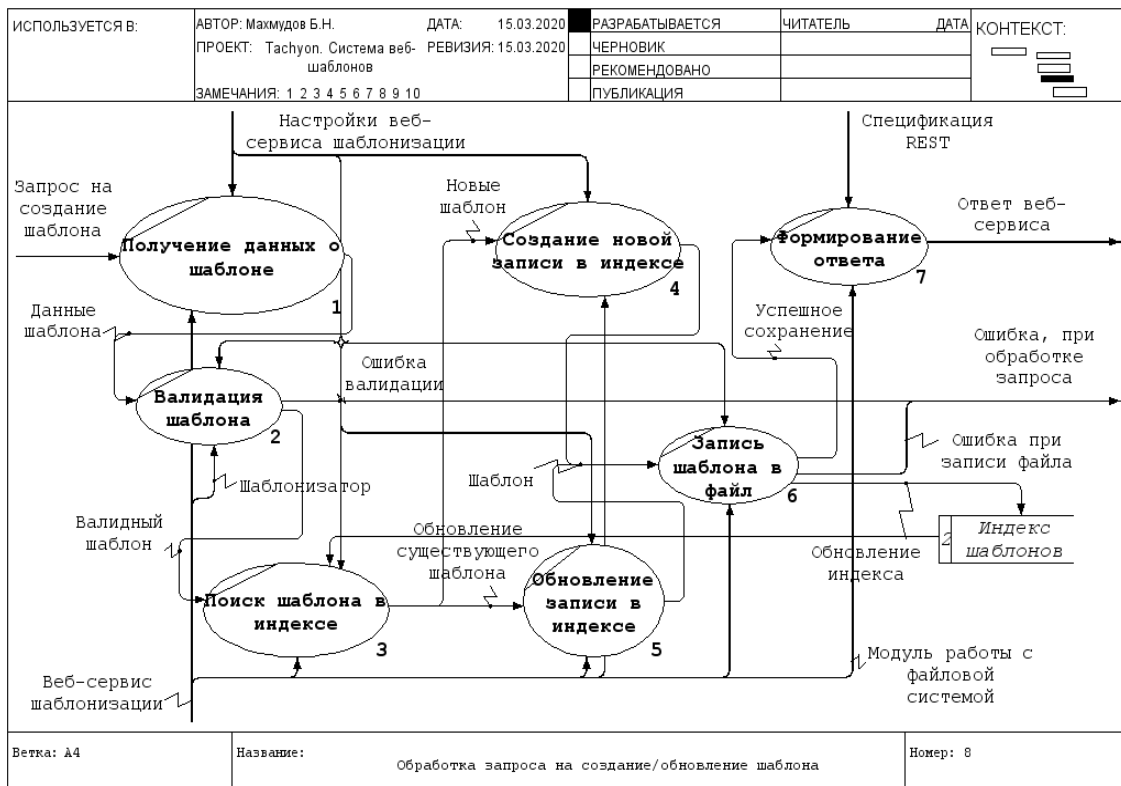 ИСПОЛЬЗУЕТСЯ В:
АВТОР: Махмудов Б.Н.
ДАТА: 15.03.2020
ПРОЕКТ: Tachyon. Система веб-
шаблонов
РЕВИЗИЯ: 15.03.2020
ЗАМЕЧАНИЯ: 1 2 3 4 5 6 7 8 9 10
РАЗРАБАТЫВАЕТСЯ
ЧЕРНОВИК
РЕКОМЕНДОВАНО
ПУБЛИКАЦИЯ
ЧИТАТЕЛЬ
ДАТА
КОНТЕКСТ:
Настройки веб-
сервиса шаблонизации
Спецификация
REST
Запрос на
создание
шаблона
Новые
шаблон
Ответ веб-
сервиса
Получение данных о
шаблоне
1
Создание новой
записи в индексе
4
Формирование
ответа
7
Данные
шаблона
Успешное
сохранение
Ошибка, при
обработке
запроса
Ошибка
валидации
Валидация
шаблона
2
Запись
шаблона в
файл
6
Ошибка при
записи файла
Шаблонизатор
Шаблон
Валидный
шаблон
Обновление
существующего
шаблона
2
Индекс
шаблонов
Обновление
индекса
Поиск шаблона в
индексе
3
Обновление
записи в
индексе
5
Веб-сервис
шаблонизации
Модуль работы с
файловой
системой
Ветка: A4
Название:
Обработка запроса на создание/обновление шаблона
Номер: 8